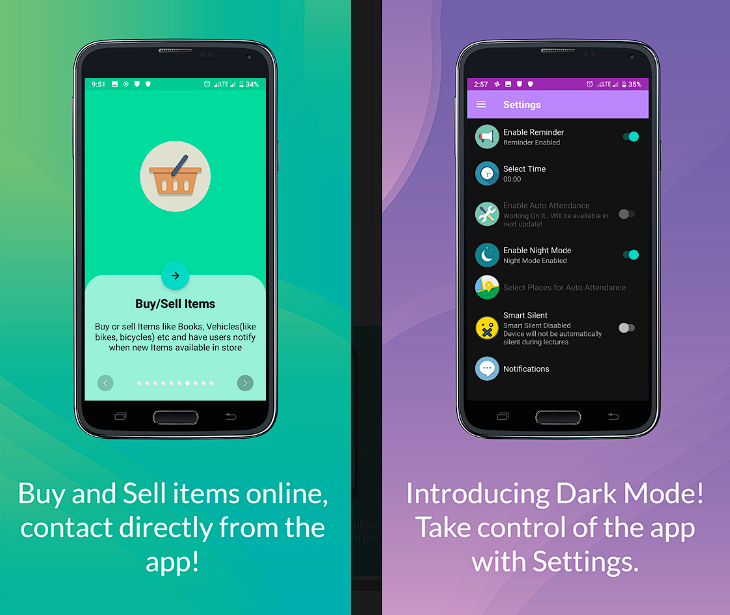 9:51
LTE
34%
Buy/Sell Items
Buy or sell Items like Books, Vehicles(like
bikes, bicycles) etc and have users notify
when new Items available in store
Buy and Sell items online,
contact directly from the
app!
2:57
LTE
35%
Settings
Enable Reminder
Reminder Enabled
Select Time
00:00
Enable Auto Attendance
Working On It.. Will be available in
next update!
Enable Night Mode
Night Mode Enabled
Select Places for Auto Attendance
Smart Silent
Smart Silent Disabled
Device will not be automatically
silent during lectures
Notifications
Introducing Dark Mode!
Take control of the app
with Settings.